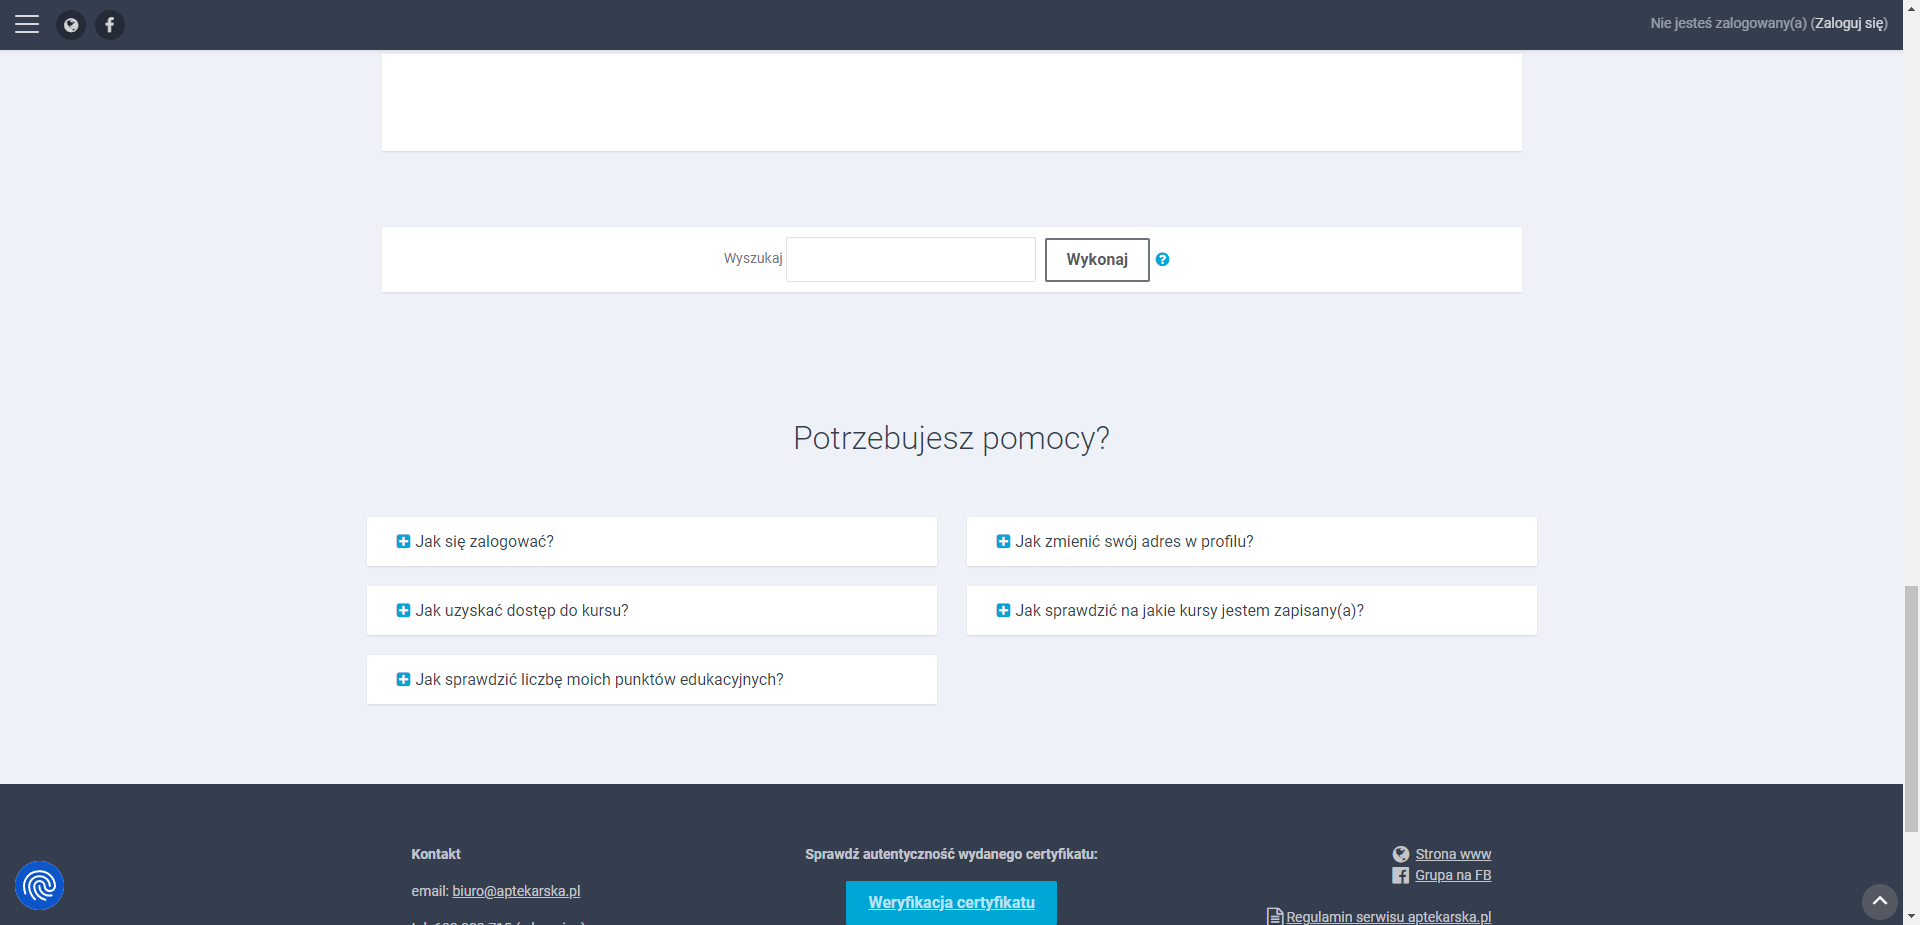 Nie jesteś zalogowany(a) (Zaloguj się)
Wyszukaj
Wykonaj
Potrzebujesz pomocy?
Jak się zalogować?
Jak zmienić swój adres w profilu?
Jak uzyskać dostęp do kursu?
Jak sprawdzić na jakie kursy jestem zapisany(a)?
Jak sprawdzić liczbę moich punktów edukacyjnych?
Kontakt
email: biuro@aptekarska.pl
Sprawdź autentyczność wydanego certyfikatu:
Weryfikacja certyfikatu
Strona www
Grupa na FB
Regulamin serwisu aptekarska.pl